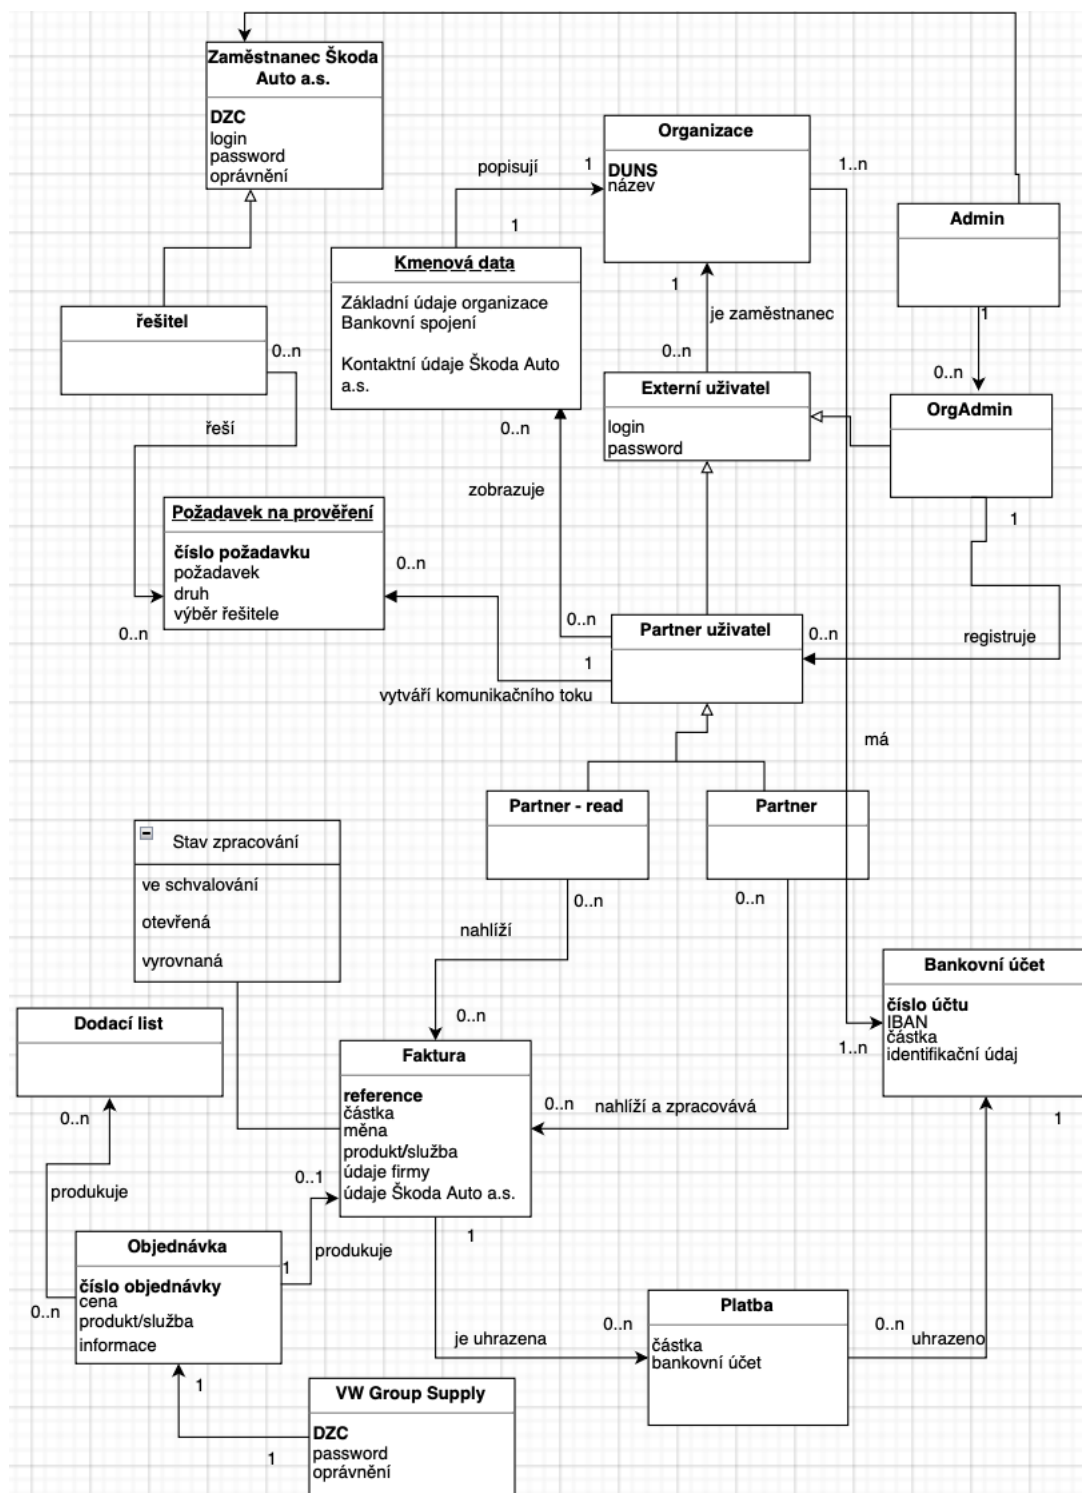 Zaměstnanec Škoda
Auto a.s.
DZC
login
password
oprávnění
Organizace
DUNS
název
popisují
1
1
1..n
Admin
1
Kmenová data
Základní údaje organizace
Bankovní spojení
Kontaktní údaje Škoda Auto
a.s.
1
je zaměstnanec
0..n
řešitel
0..n
0..n
OrgAdmin
1
Externí uživatel
login
password
0..n
řeší
zobrazuje
Požadavek na prověření
číslo požadavku
požadavek
druh
výběr řešitele
0..n
0..n
0..n
Partner uživatel
0..n
registruje
1
vytváří komunikačního toku
má
Partner - read
Partner
Stav zpracování
ve schvalování
otevřená
vyrovnaná
0..n
0..n
nahlíží
Bankovní účet
číslo účtu
IBAN
částka
identifikační údaj
1..n
1
Dodací list
0..n
0..n
Faktura
reference
částka
měna
produkt/služba
údaje firmy
údaje Škoda Auto a.s.
0..n
nahlíží a zpracovává
0..1
produkuje
1
Objednávka
číslo objednávky
cena
produkt/služba
informace
0..n
1
produkuje
Platba
částka
bankovní účet
je uhrazena
0..n
0..n
uhrazeno
1
VW Group Supply
DZC
password
oprávnění
1